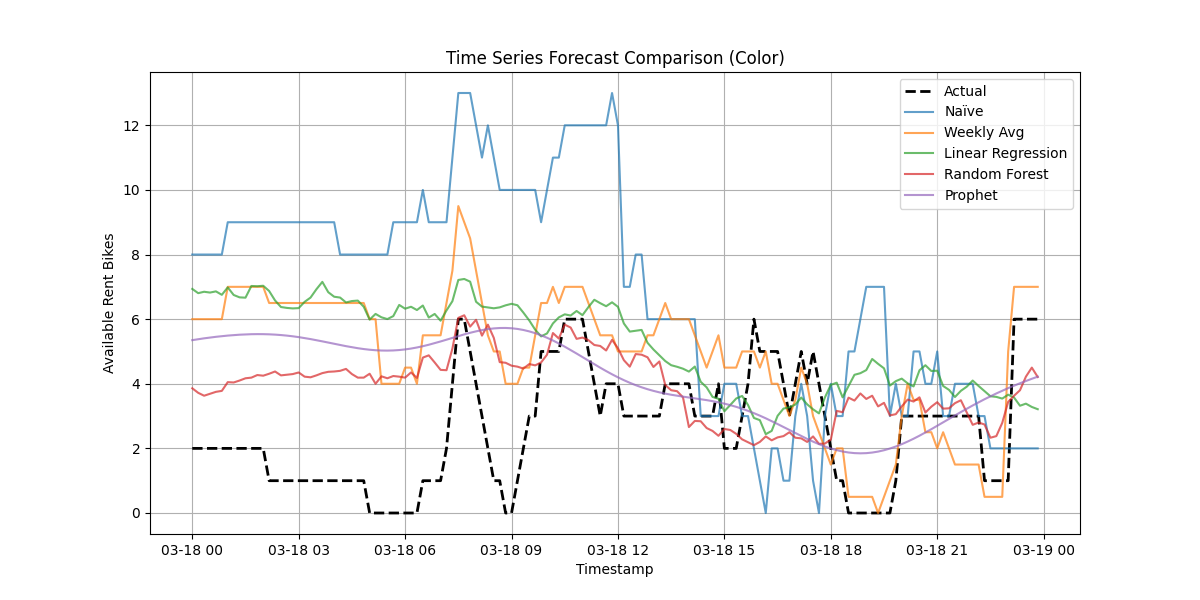 Time Series Forecast Comparison (Color)
Actual
Naïve
Weekly Avg
Linear Regression
Random Forest
Prophet
Available Rent Bikes
12
10
8
6
4
2
0
03-18 00 03-18 03 03-18 06 03-18 09 03-18 12 03-18 15 03-18 18 03-18 21 03-19 00
Timestamp